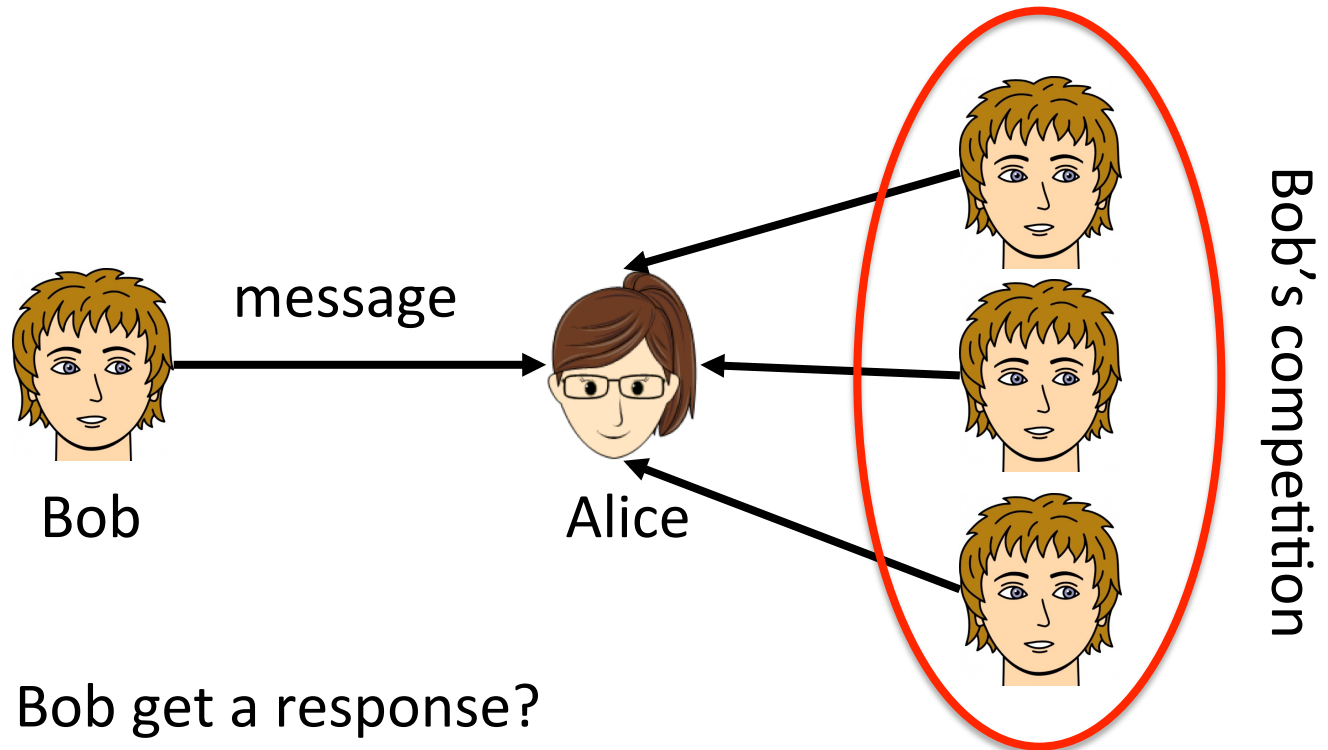 message
Bob
Alice
Bob's competition
Bob get a response?